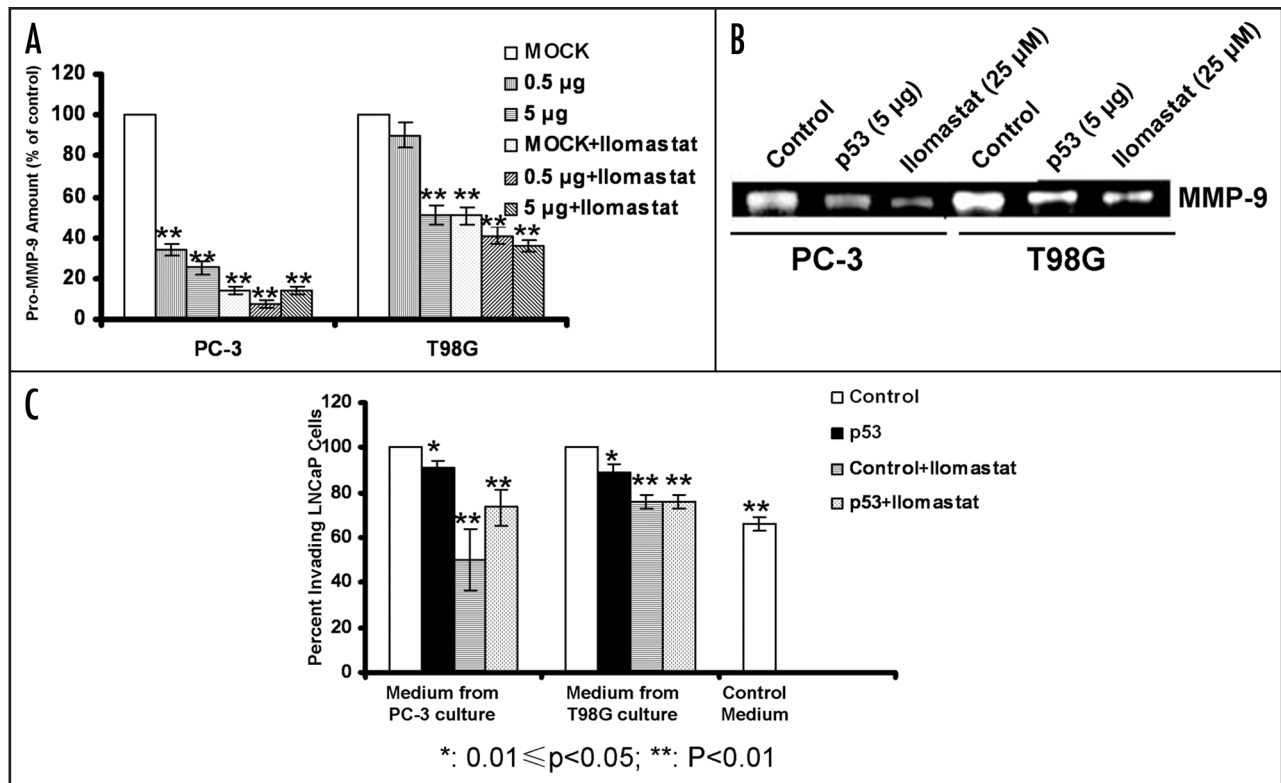 A
Pro-MMP-9 Amount (% of control)
120
100
80
60
40
20
0
MOCK
0.5 µg
5 µg
MOCK+Ilomastat
0.5 µg+Ilomastat
5 µg+Ilomastat
** ** ** ** **
** ** ** **
PC-3 T98G
B
Control p53 (5 µg) Ilomastat (25 µM) Control p53 (5 µg) Ilomastat (25 µM)
MMP-9
PC-3 T98G
C
Percent Invading LNCaP Cells
120
100
80
60
40
20
0
Control
p53
Control+Ilomastat
p53+Ilomastat
* ** **
* ** **
**
Medium from
PC-3 culture
Medium from
T98G culture
Control
Medium
*: 0.01≤p<0.05; **: P<0.01